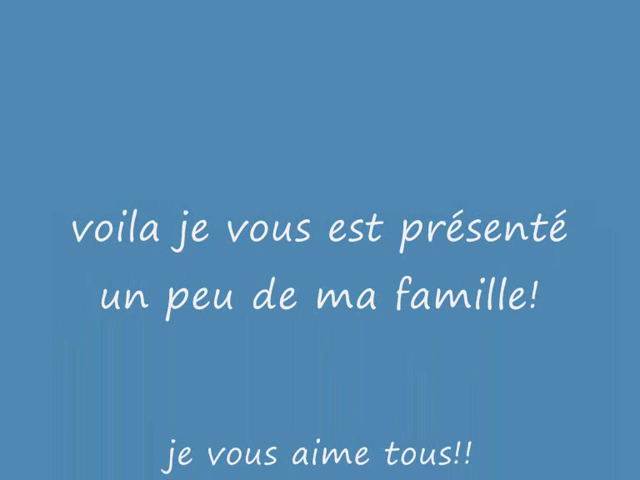 voila je vous est présenté
un peu de ma famille!
je vous aime tous!!